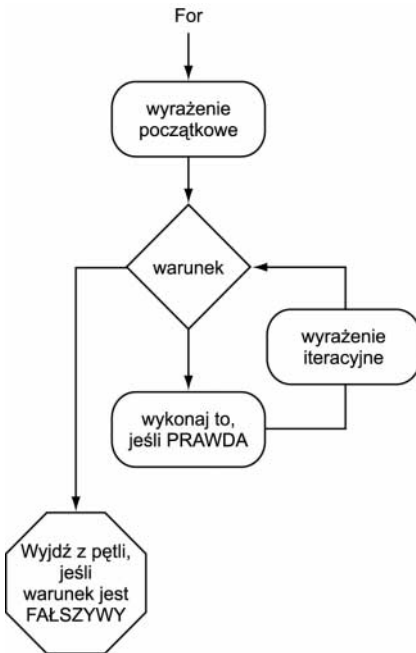 For
wyrażenie
początkowe
warunek
wyrażenie
iteracyjne
wykonaj to,
jeśli PRAWDA
Wyjdź z pętli,
jeśli
warunek jest
FAŁSZYWY